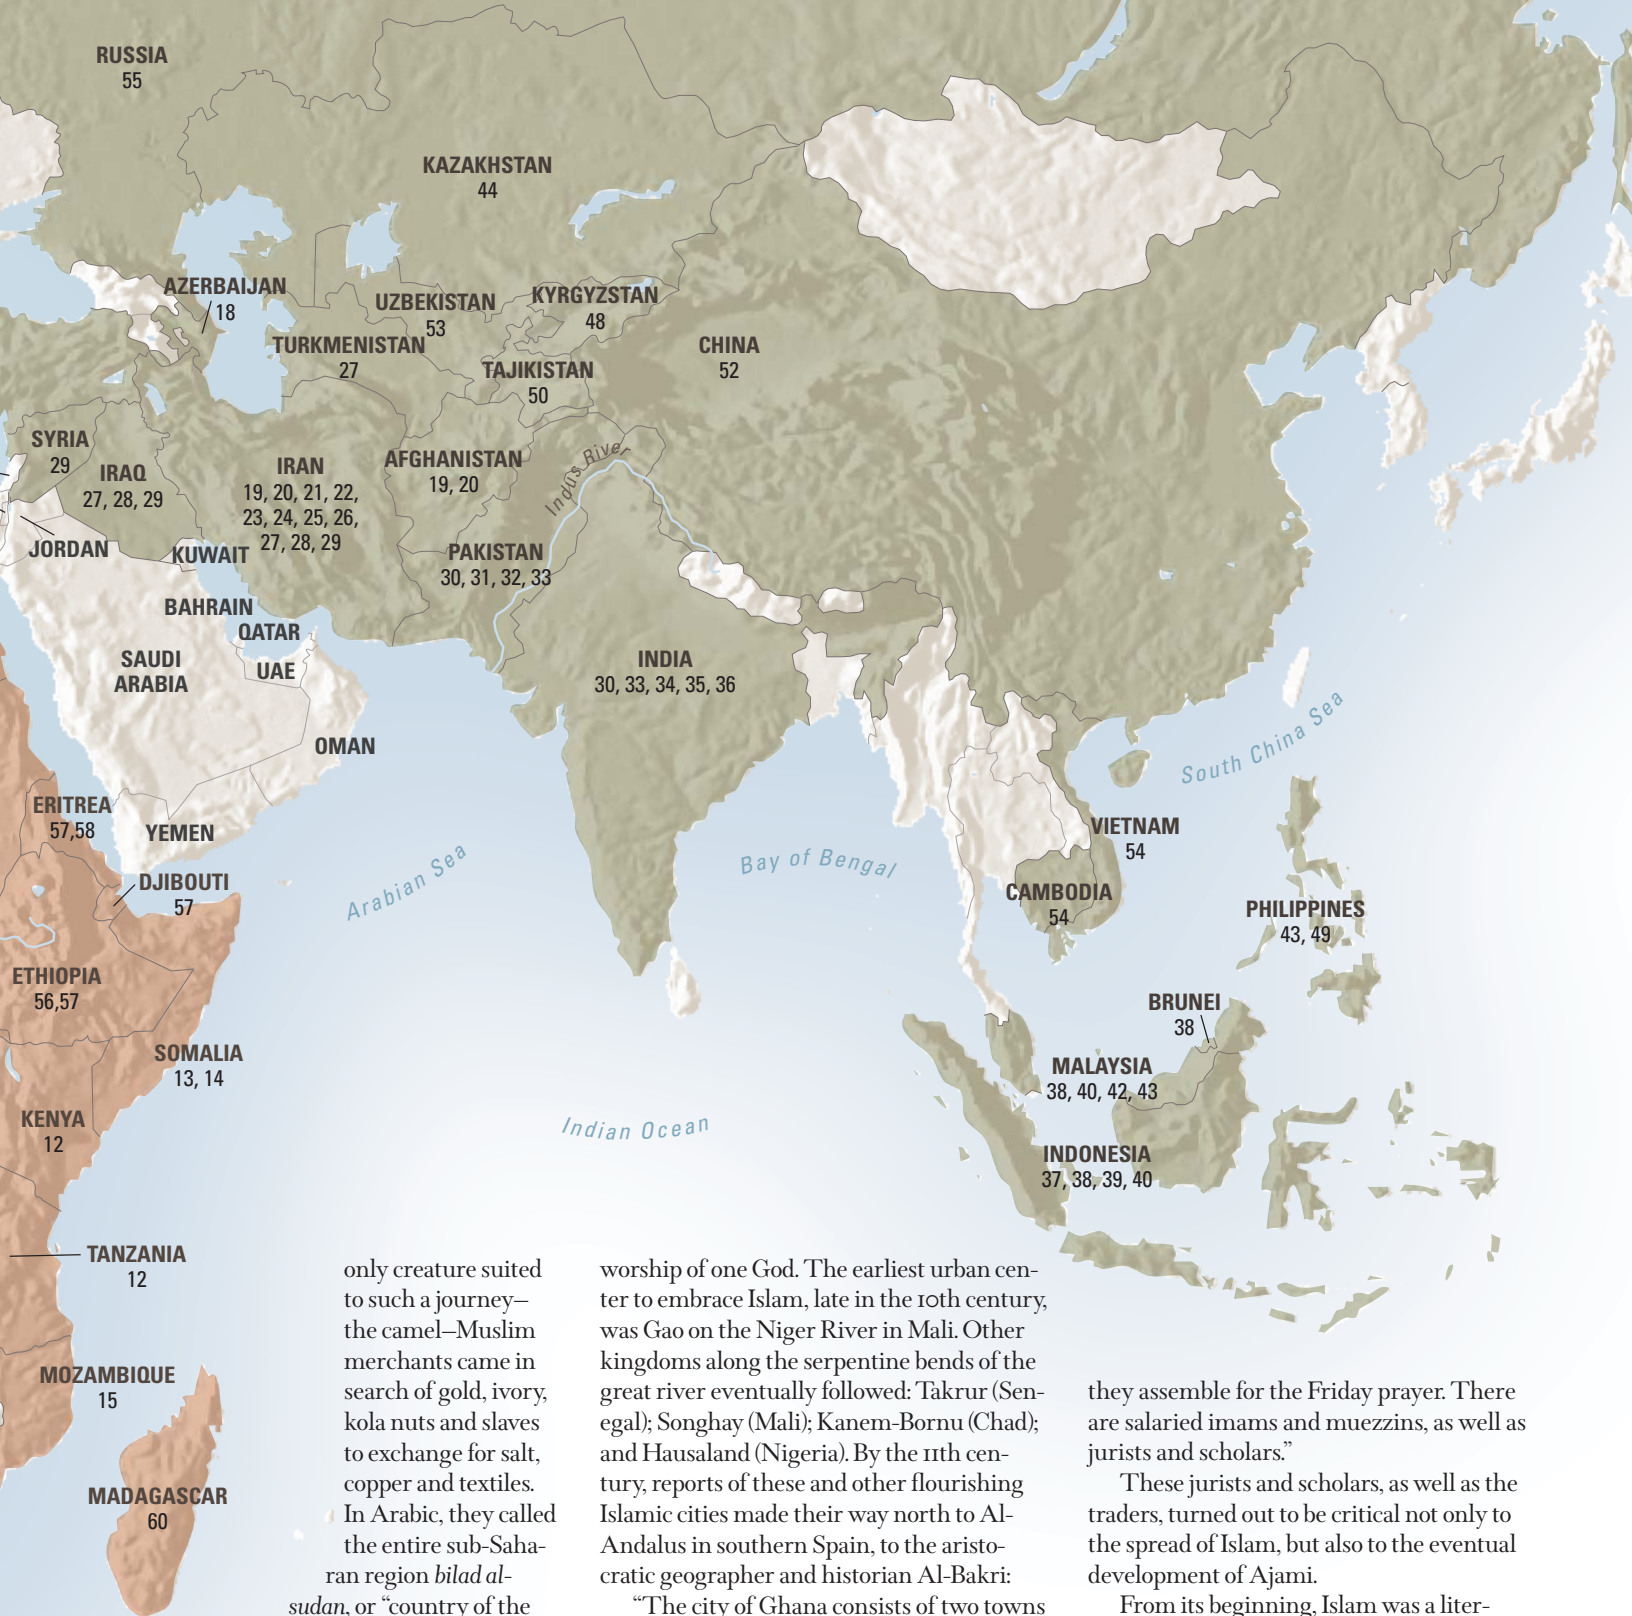 RUSSIA
55
KAZAKHSTAN
44
AZERBAIJAN
18
UZBEKISTAN
53
KYRGYZSTAN
48
TURKMENISTAN
27
TAJIKISTAN
50
CHINA
52
SYRIA
29
IRAQ
27, 28, 29
IRAN
19, 20, 21, 22,
23, 24, 25, 26,
27, 28, 29
AFGHANISTAN
19, 20
Indus River
JORDAN
KUWAIT
PAKISTAN
30, 31, 32, 33
BAHRAIN
QATAR
SAUDI
ARABIA
UAE
INDIA
30, 33, 34, 35, 36
OMAN
South China Sea
ERITREA
57,58
YEMEN
VIETNAM
54
Arabian Sea
Bay of Bengal
DJIBOUTI
57
CAMBODIA
54
PHILIPPINES
43, 49
ETHIOPIA
56,57
BRUNEI
38
SOMALIA
13, 14
MALAYSIA
38, 40, 42, 43
KENYA
12
Indian Ocean
INDONESIA
37, 38, 39, 40
TANZANIA
12
MOZAMBIQUE
15
MADAGASCAR
60
only creature suited
to such a journey—
the camel—Muslim
merchants came in
search of gold, ivory,
kola nuts and slaves
to exchange for salt,
copper and textiles.
In Arabic, they called
the entire sub-Saha-
ran region bilad al-
sudan, or “country of the
worship of one God. The earliest urban cen-
ter to embrace Islam, late in the 10th century,
was Gao on the Niger River in Mali. Other
kingdoms along the serpentine bends of the
great river eventually followed: Takrur (Sen-
egal); Songhay (Mali); Kanem-Bornu (Chad);
and Hausaland (Nigeria). By the 11th cen-
tury, reports of these and other flourishing
Islamic cities made their way north to Al-
Andalus in southern Spain, to the aristo-
cratic geographer and historian Al-Bakri:
“The city of Ghana consists of two towns
they assemble for the Friday prayer. There
are salaried imams and muezzins, as well as
jurists and scholars.”
These jurists and scholars, as well as the
traders, turned out to be critical not only to
the spread of Islam, but also to the eventual
development of Ajami.
From its beginning, Islam was a liter-